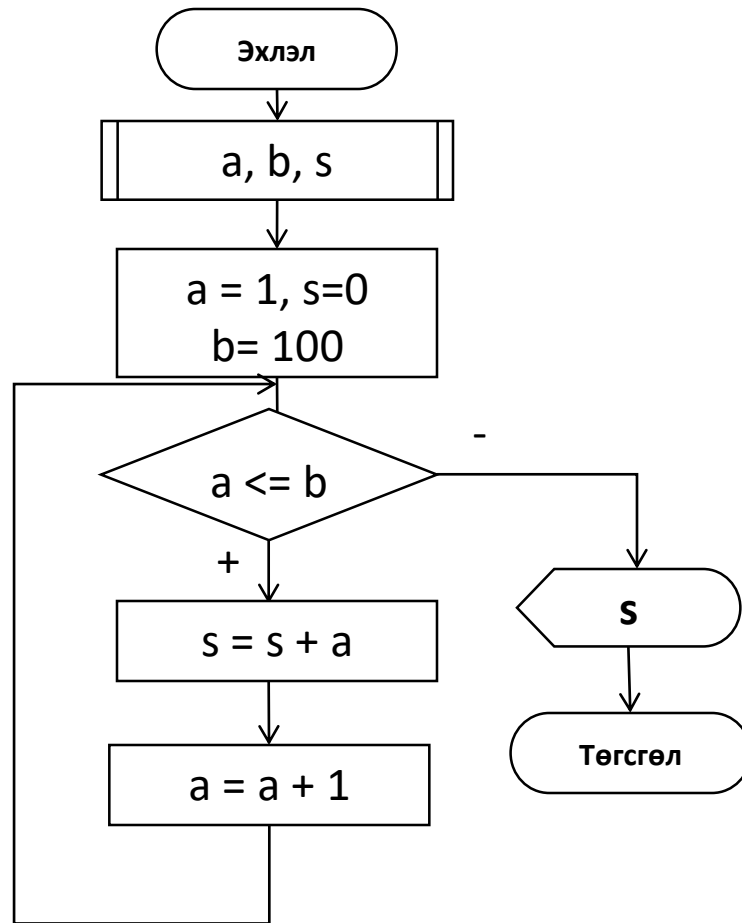 Эхлэл
a, b, s
a = 1, s=0
b= 100
a <= b
-
+
s = s + a
s
a = a + 1
Төгсгөл